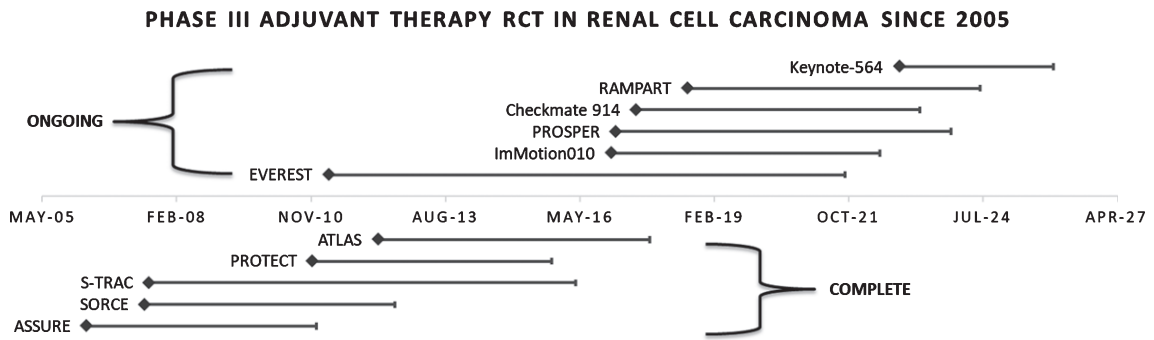 PHASE III ADJUVANT THERAPY RCT IN RENAL CELL CARCINOMA SINCE 2005
Keynote-564
RAMPART
Checkmate 914
ONGOING
PROSPER
ImMotion010
EVEREST
MAY-05 FEB-08 NOV-10 AUG-13 MAY-16 FEB-19 OCT-21 JUL-24 APR-27
ATLAS
PROTECT
S-TRAC
COMPLETE
SORCE
ASSURE